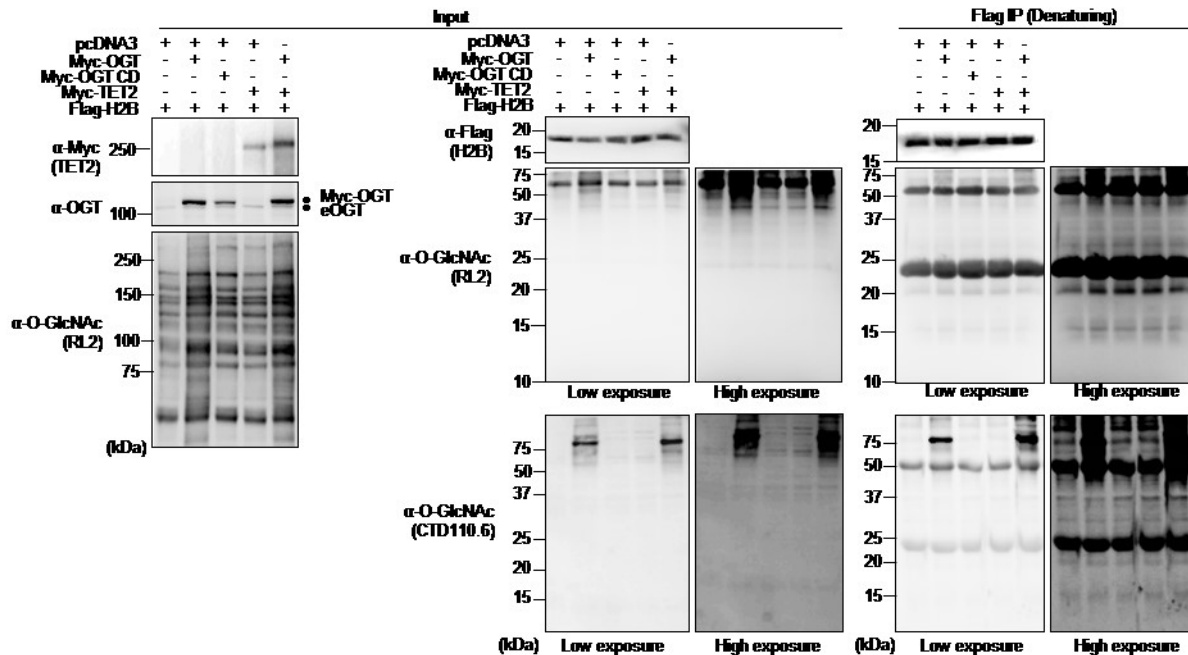 Input
Flag IP (Denaturing)
pcDNA3 + + + + -
Myc-OGT - + - - +
Myc-OGT CD - - + - -
Myc-TET2 - - - + +
Flag-H2B + + + + +
α-Myc
(TET2)
250
α-OGT
100
Myc-OGT
eOGT
α-O-GlcNAc
(RL2)
250
150
100
75
(kDa)
pcDNA3 + + + + -
Myc-OGT - + - - +
Myc-OGT CD - - + - -
Myc-TET2 - - - + +
Flag-H2B + + + + +
α-Flag
(H2B)
20
15
α-O-GlcNAc
(RL2)
75
50
37
25
20
15
10
Low exposure
High exposure
α-O-GlcNAc
(CTD110.6)
75
50
37
25
20
15
(kDa)
Low exposure
High exposure
+ + + + -
- + - - +
- - + - -
- - - + +
+ + + + +
20
15
75
50
37
25
20
15
10
Low exposure
High exposure
75
50
37
25
20
15
(kDa)
Low exposure
High exposure